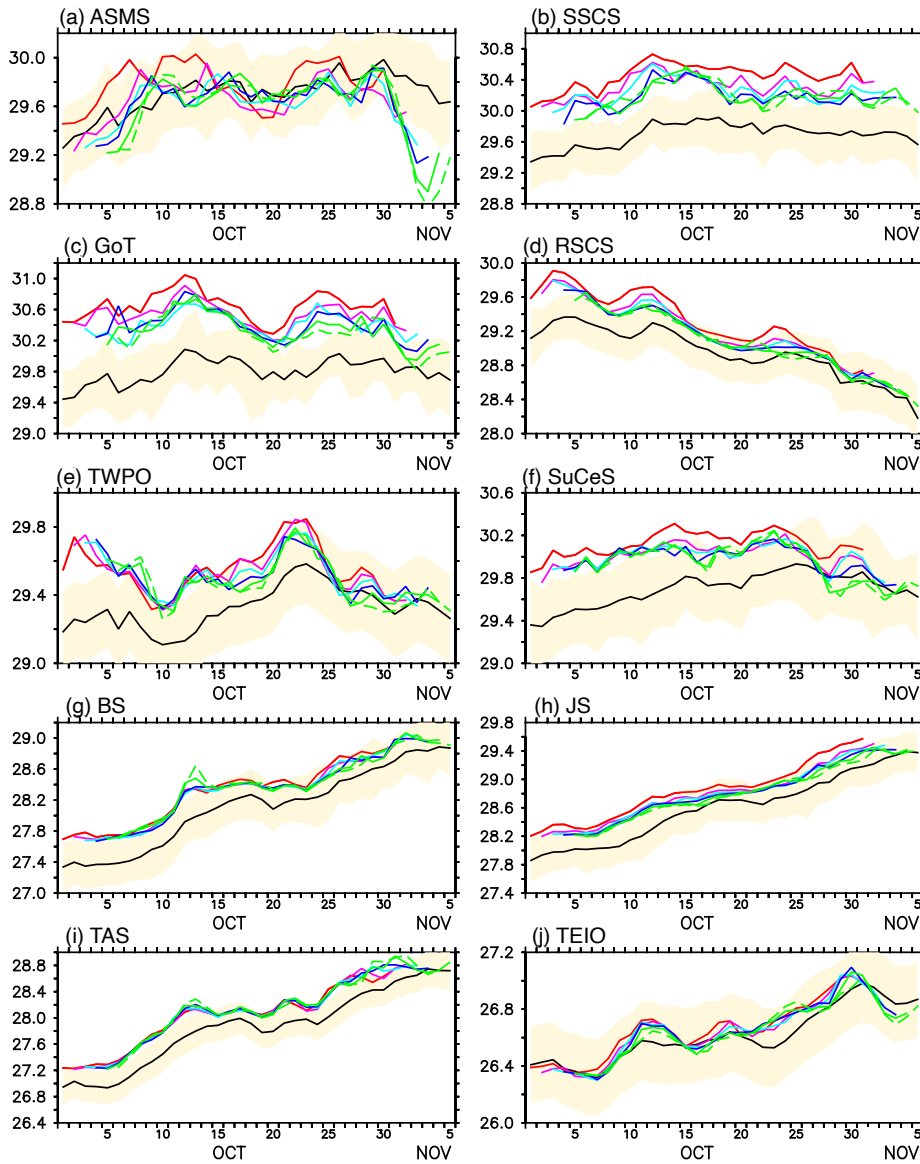 (a) ASMS
30.0
29.6
29.2
28.8
5 10 15 20 25 30 5
OCT NOV
(b) SSCS
30.8
30.4
30.0
29.6
29.2
28.8
5 10 15 20 25 30 5
OCT NOV
(c) GoT
31.0
30.6
30.2
29.8
29.4
29.0
5 10 15 20 25 30 5
OCT NOV
(d) RSCS
30.0
29.6
29.2
28.8
28.4
28.0
5 10 15 20 25 30 5
OCT NOV
(e) TWPO
29.8
29.4
29.0
5 10 15 20 25 30 5
OCT NOV
(f) SuCeS
30.6
30.2
29.8
29.4
29.0
5 10 15 20 25 30 5
OCT NOV
(g) BS
29.0
28.6
28.2
27.8
27.4
27.0
5 10 15 20 25 30 5
OCT NOV
(h) JS
29.8
29.4
29.0
28.6
28.2
27.8
27.4
5 10 15 20 25 30 5
OCT NOV
(i) TAS
28.8
28.4
28.0
27.6
27.2
26.8
26.4
5 10 15 20 25 30 5
OCT NOV
(j) TEIO
27.2
26.8
26.4
26.0
5 10 15 20 25 30 5
OCT NOV